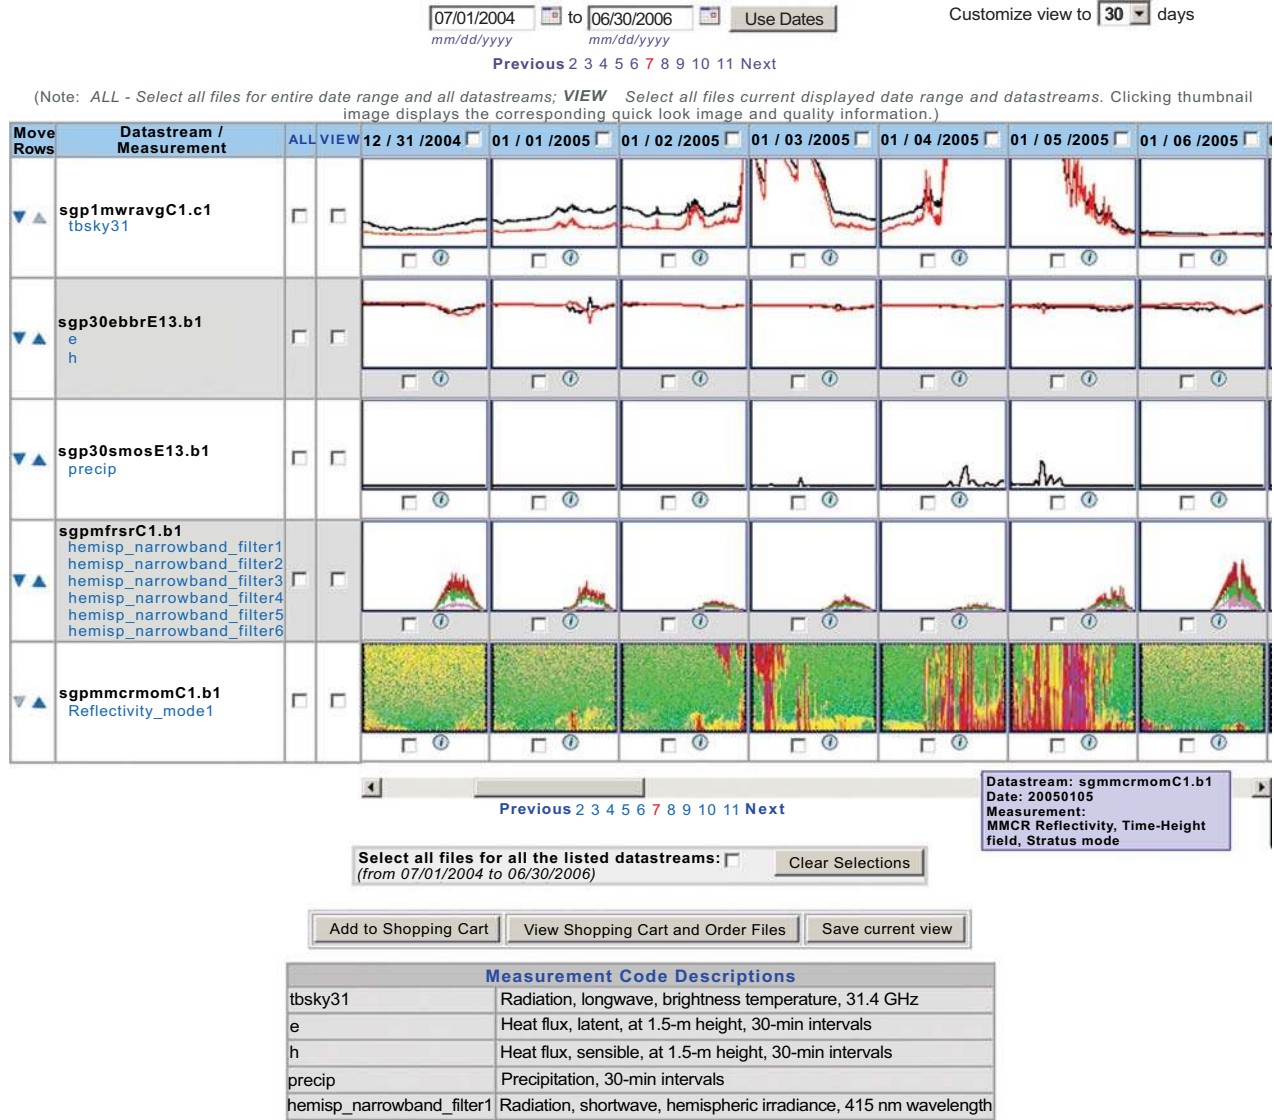 07/01/2004 to 06/30/2006 Use Dates Customize view to 30 days
mm/dd/yyyy mm/dd/yyyy
Previous 2 3 4 5 6 7 8 9 10 11 Next
(Note: ALL - Select all files for entire date range and all datastreams; VIEW Select all files current displayed date range and datastreams. Clicking thumbnail
image displays the corresponding quick look image and quality information.)
Move Rows Datastream / Measurement ALL VIEW 12 / 31 /2004 01 / 01 /2005 01 / 02 /2005 01 / 03 /2005 01 / 04 /2005 01 / 05 /2005 01 / 06 /2005
sgp1mwravgC1.c1
tbsky31
sgp30ebbrE13.b1
e
h
sgp30smosE13.b1
precip
sgpmfrsrC1.b1
hemisp_narrowband_filter1
hemisp_narrowband_filter2
hemisp_narrowband_filter3
hemisp_narrowband_filter4
hemisp_narrowband_filter5
hemisp_narrowband_filter6
sgpmmcrmomC1.b1
Reflectivity_mode1
Previous 2 3 4 5 6 7 8 9 10 11 Next
Datastream: sgmmcrmomC1.b1
Date: 20050105
Measurement:
MMCR Reflectivity, Time-Height
field, Stratus mode
Select all files for all the listed datastreams:
(from 07/01/2004 to 06/30/2006)
Clear Selections
Add to Shopping Cart View Shopping Cart and Order Files Save current view
Measurement Code Descriptions
tbsky31 Radiation, longwave, brightness temperature, 31.4 GHz
e Heat flux, latent, at 1.5-m height, 30-min intervals
h Heat flux, sensible, at 1.5-m height, 30-min intervals
precip Precipitation, 30-min intervals
hemisp_narrowband_filter1 Radiation, shortwave, hemispheric irradiance, 415 nm wavelength